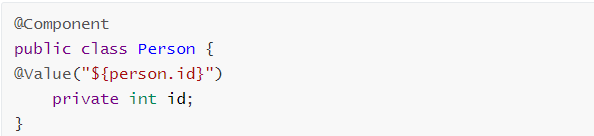 @Component
public class Person {
@Value("${person.id}")
    private int id;
}